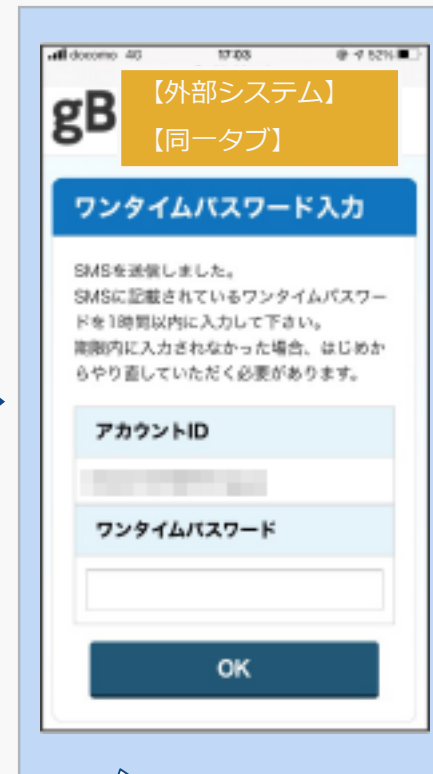 docomo 4G 17:03 52%
gB
【外部システム】
【同一タブ】
ワンタイムパスワード入力
SMSを送信しました。
SMSに記載されているワンタイムパスワー
ドを1時間以内に入力して下さい。
期限内に入力されなかった場合、はじめか
らやり直していただく必要があります。
アカウントID
ワンタイムパスワード
OK